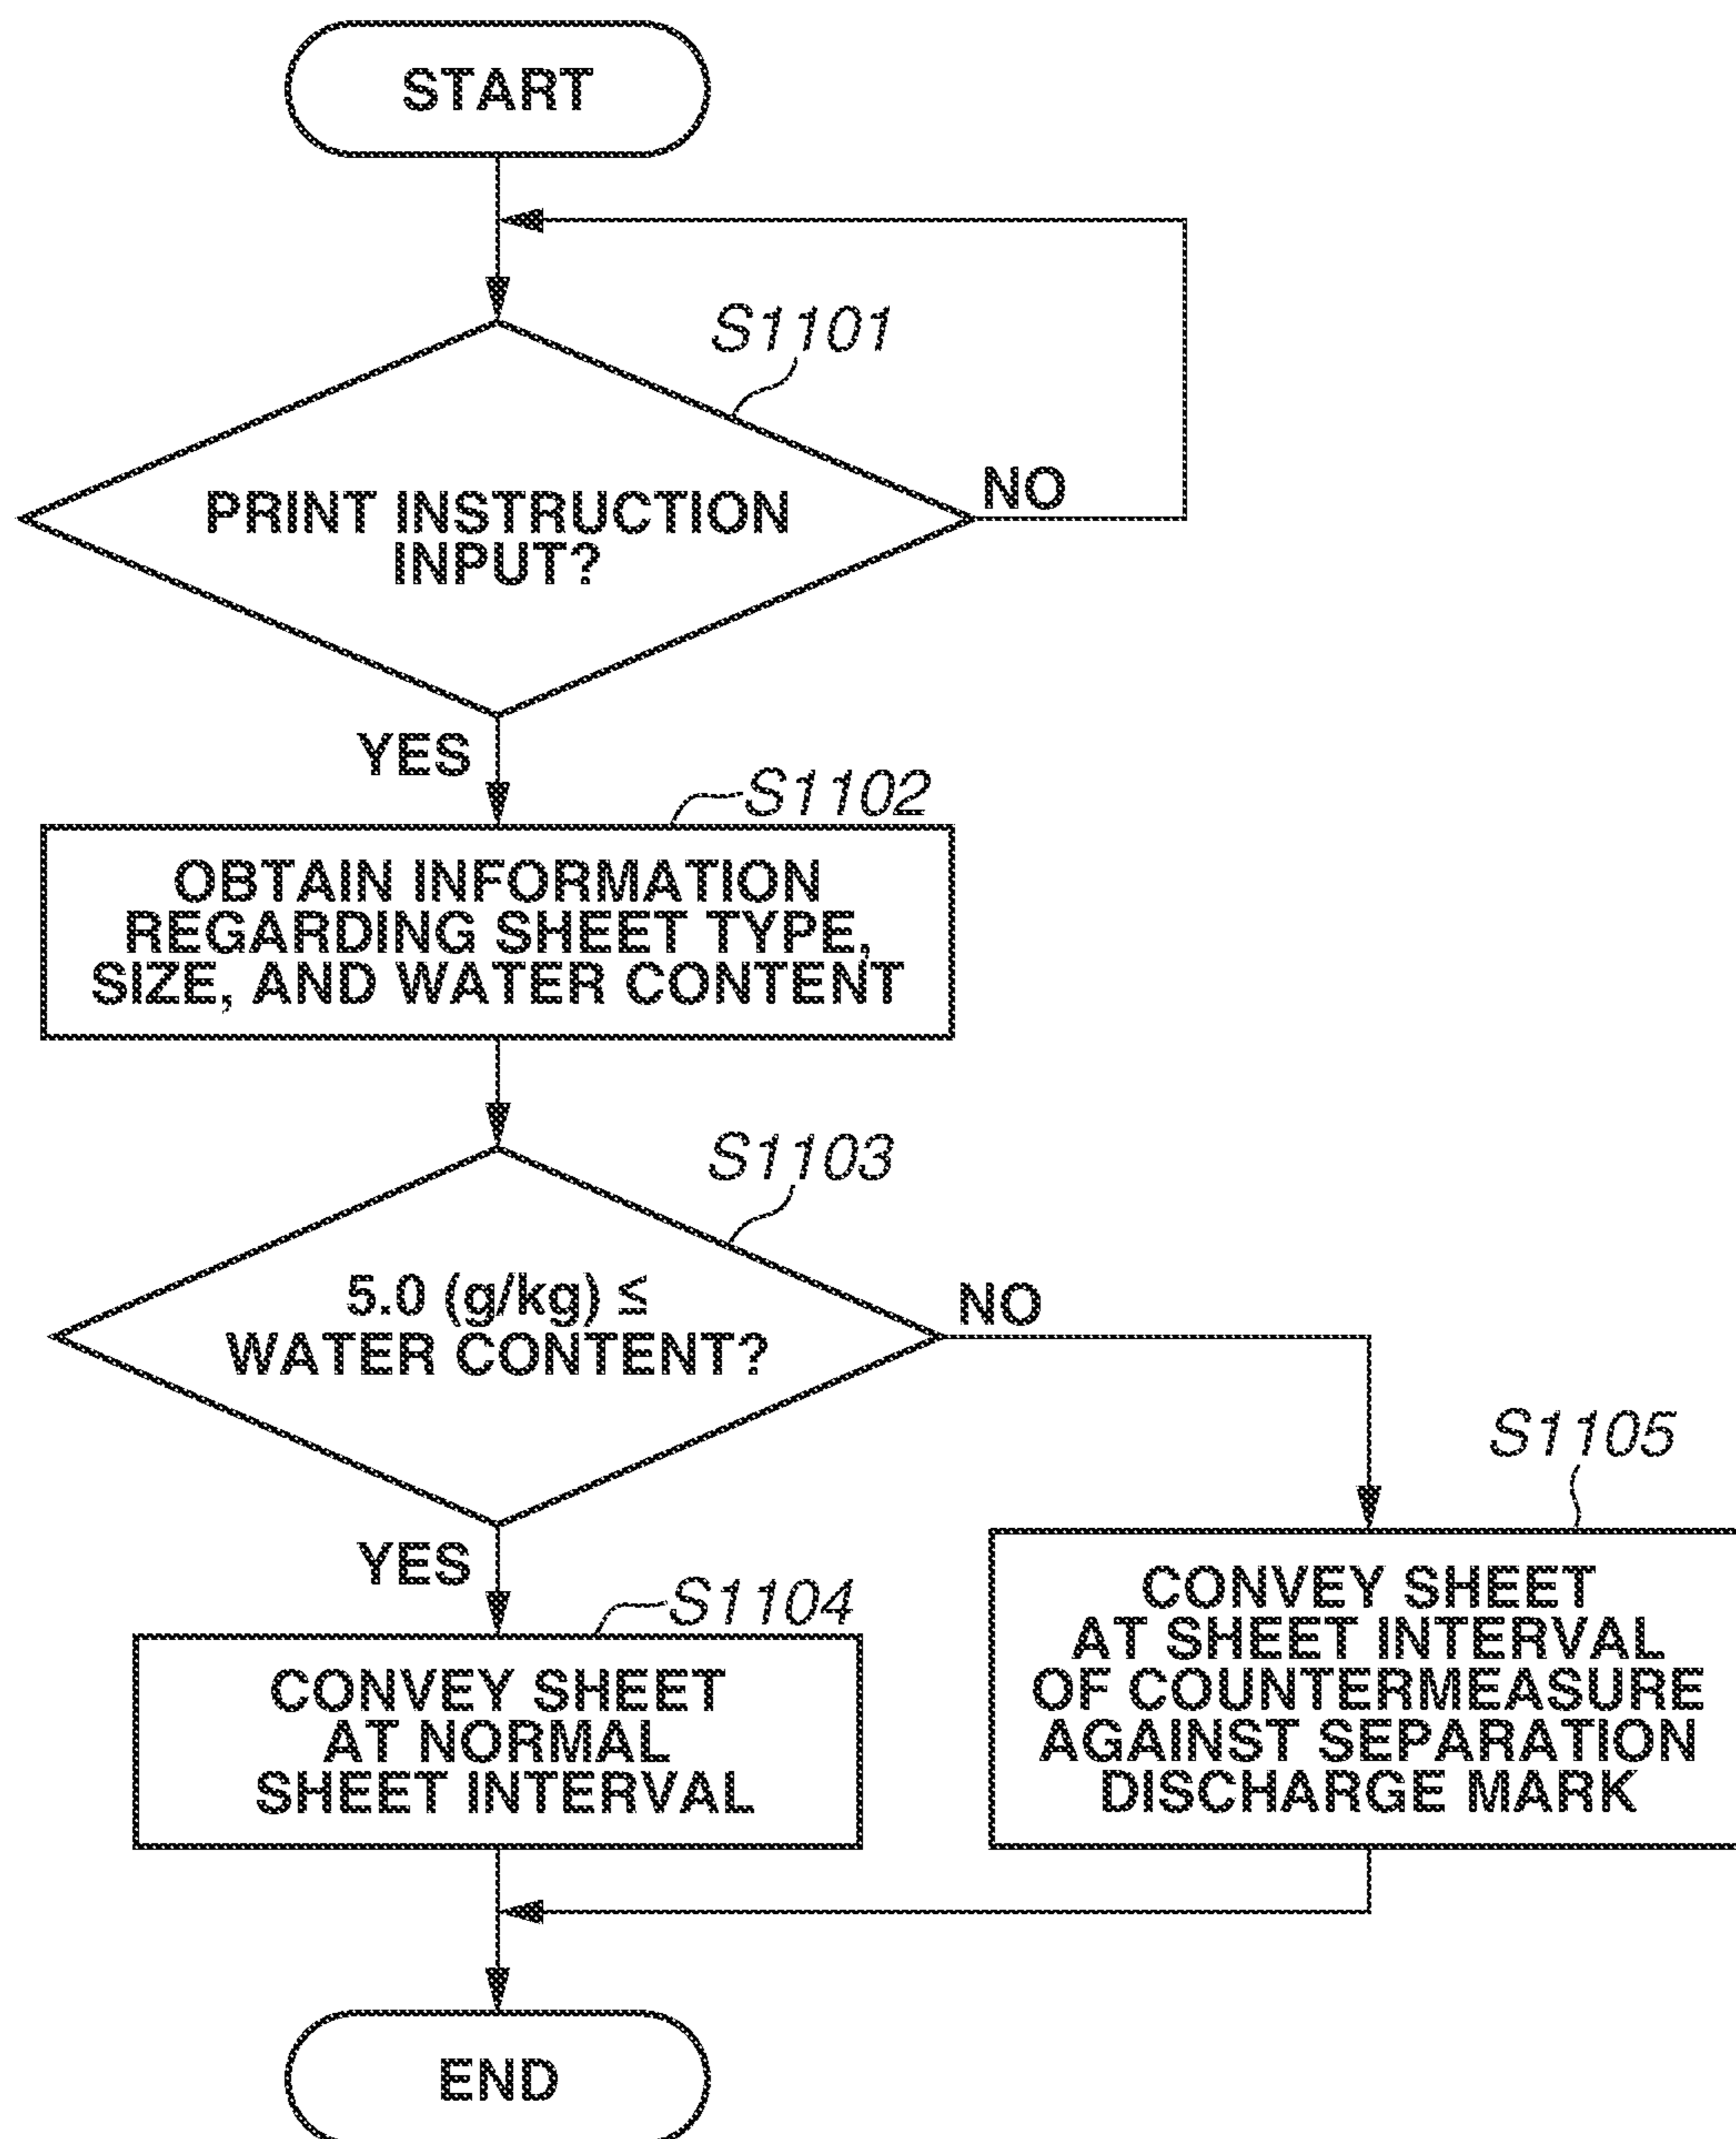 START
S1101
NO
PRINT INSTRUCTION
INPUT?
YES
S1102
OBTAIN INFORMATION
REGARDING SHEET TYPE,
SIZE, AND WATER CONTENT
S1103
5.0 (g/kg) ≤
WATER CONTENT?
NO
YES
S1104
CONVEY SHEET
AT NORMAL
SHEET INTERVAL
S1105
CONVEY SHEET
AT SHEET INTERVAL
OF COUNTERMEASURE
AGAINST SEPARATION
DISCHARGE MARK
END